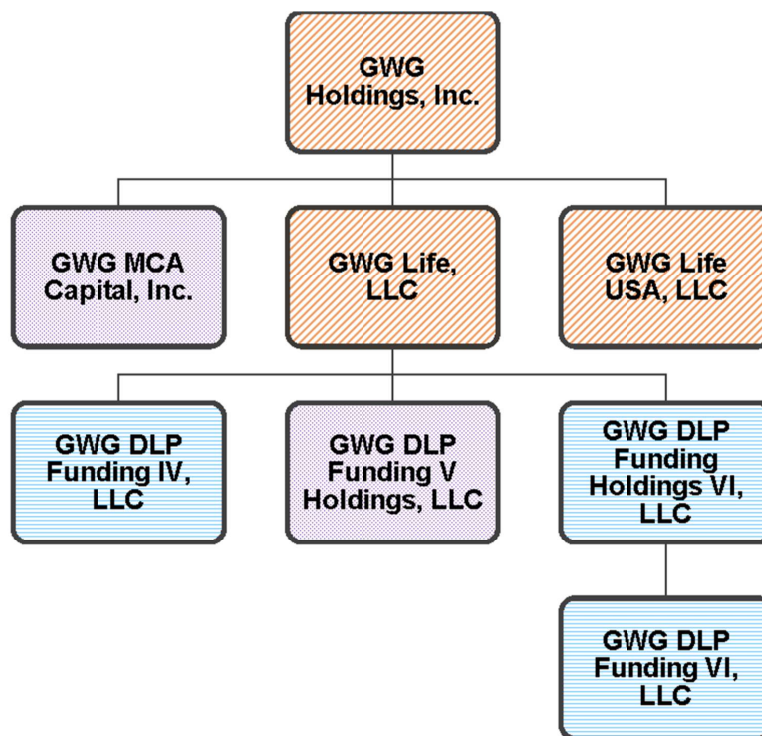 GWG
Holdings, Inc.
GWG MCA
Capital, Inc.
GWG Life,
LLC
GWG Life
USA, LLC
GWG DLP
Funding IV,
LLC
GWG DLP
Funding V
Holdings, LLC
GWG DLP
Funding
Holdings VI,
LLC
GWG DLP
Funding VI,
LLC